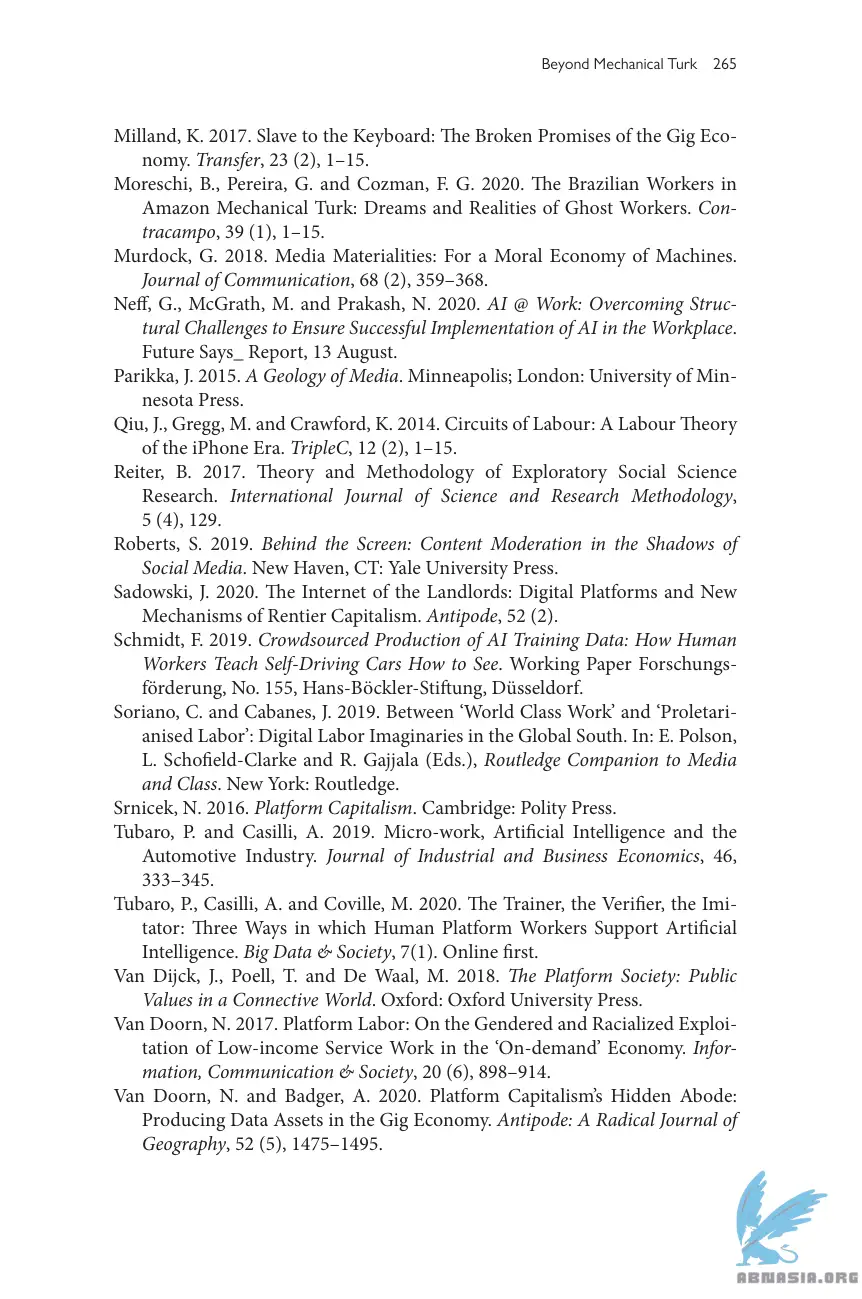 Beyond Mechanical Turk 265
Milland, K. 2017. Slave to the Keyboard: The Broken Promises of the Gig Eco-
nomy. Transfer, 23 (2), 1–15.
Moreschi, B., Pereira, G. and Cozman, F. G. 2020. The Brazilian Workers in
Amazon Mechanical Turk: Dreams and Realities of Ghost Workers. Con-
tracampo, 39 (1), 1–15.
Murdock, G. 2018. Media Materialities: For a Moral Economy of Machines.
Journal of Communication, 68 (2), 359–368.
Neff, G., McGrath, M. and Prakash, N. 2020. AI @ Work: Overcoming Struc-
tural Challenges to Ensure Successful Implementation of AI in the Workplace.
Future Says_ Report, 13 August.
Parikka, J. 2015. A Geology of Media. Minneapolis; London: University of Min-
nesota Press.
Qiu, J., Gregg, M. and Crawford, K. 2014. Circuits of Labour: A Labour Theory
of the iPhone Era. TripleC, 12 (2), 1–15.
Reiter, B. 2017. Theory and Methodology of Exploratory Social Science
Research. International Journal of Science and Research Methodology,
5 (4), 129.
Roberts, S. 2019. Behind the Screen: Content Moderation in the Shadows of
Social Media. New Haven, CT: Yale University Press.
Sadowski, J. 2020. The Internet of the Landlords: Digital Platforms and New
Mechanisms of Rentier Capitalism. Antipode, 52 (2).
Schmidt, F. 2019. Crowdsourced Production of AI Training Data: How Human
Workers Teach Self-Driving Cars How to See. Working Paper Forschungs-
förderung, No. 155, Hans-Böckler-Stiftung, Düsseldorf.
Soriano, C. and Cabanes, J. 2019. Between ‘World Class Work’ and ‘Proletari-
anised Labor’: Digital Labor Imaginaries in the Global South. In: E. Polson,
L. Schofield-Clarke and R. Gajjala (Eds.), Routledge Companion to Media
and Class. New York: Routledge.
Srnicek, N. 2016. Platform Capitalism. Cambridge: Polity Press.
Tubaro, P. and Casilli, A. 2019. Micro-work, Artificial Intelligence and the
Automotive Industry. Journal of Industrial and Business Economics, 46,
333–345.
Tubaro, P., Casilli, A. and Coville, M. 2020. The Trainer, the Verifier, the Imi-
tator: Three Ways in which Human Platform Workers Support Artificial
Intelligence. Big Data & Society, 7(1). Online first.
Van Dijck, J., Poell, T. and De Waal, M. 2018. The Platform Society: Public
Values in a Connective World. Oxford: Oxford University Press.
Van Doorn, N. 2017. Platform Labor: On the Gendered and Racialized Exploi-
tation of Low-income Service Work in the ‘On-demand’ Economy. Infor-
mation, Communication & Society, 20 (6), 898–914.
Van Doorn, N. and Badger, A. 2020. Platform Capitalism’s Hidden Abode:
Producing Data Assets in the Gig Economy. Antipode: A Radical Journal of
Geography, 52 (5), 1475–1495.
ABNASIA.ORG